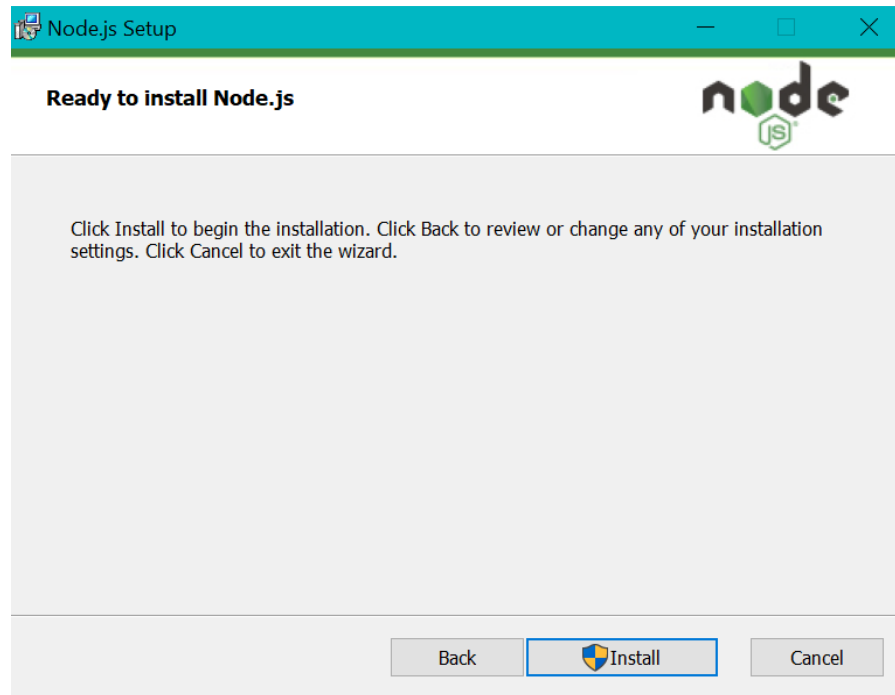 Node.js Setup
Ready to install Node.js
node
JS
Click Install to begin the installation. Click Back to review or change any of your installation
settings. Click Cancel to exit the wizard.
Back
Install
Cancel